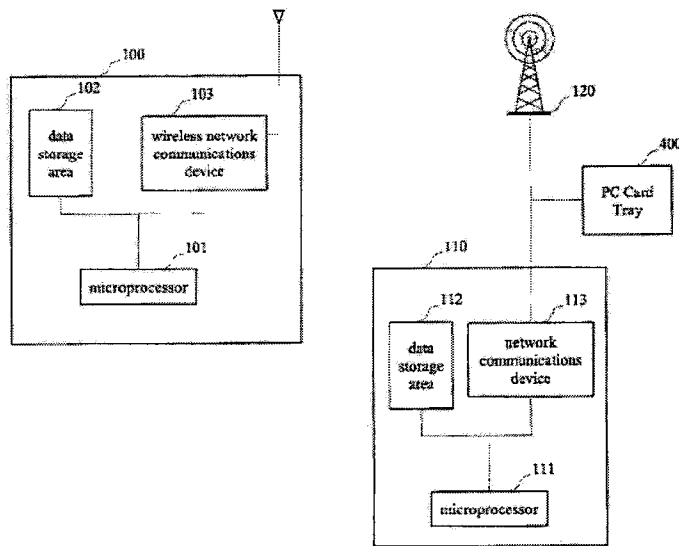 100
102
103
data
storage
area
wireless network
communications
device
101
microprocessor
120
400
PC Card
Tray
110
112
113
data
storage
area
network
communications
device
111
microprocessor